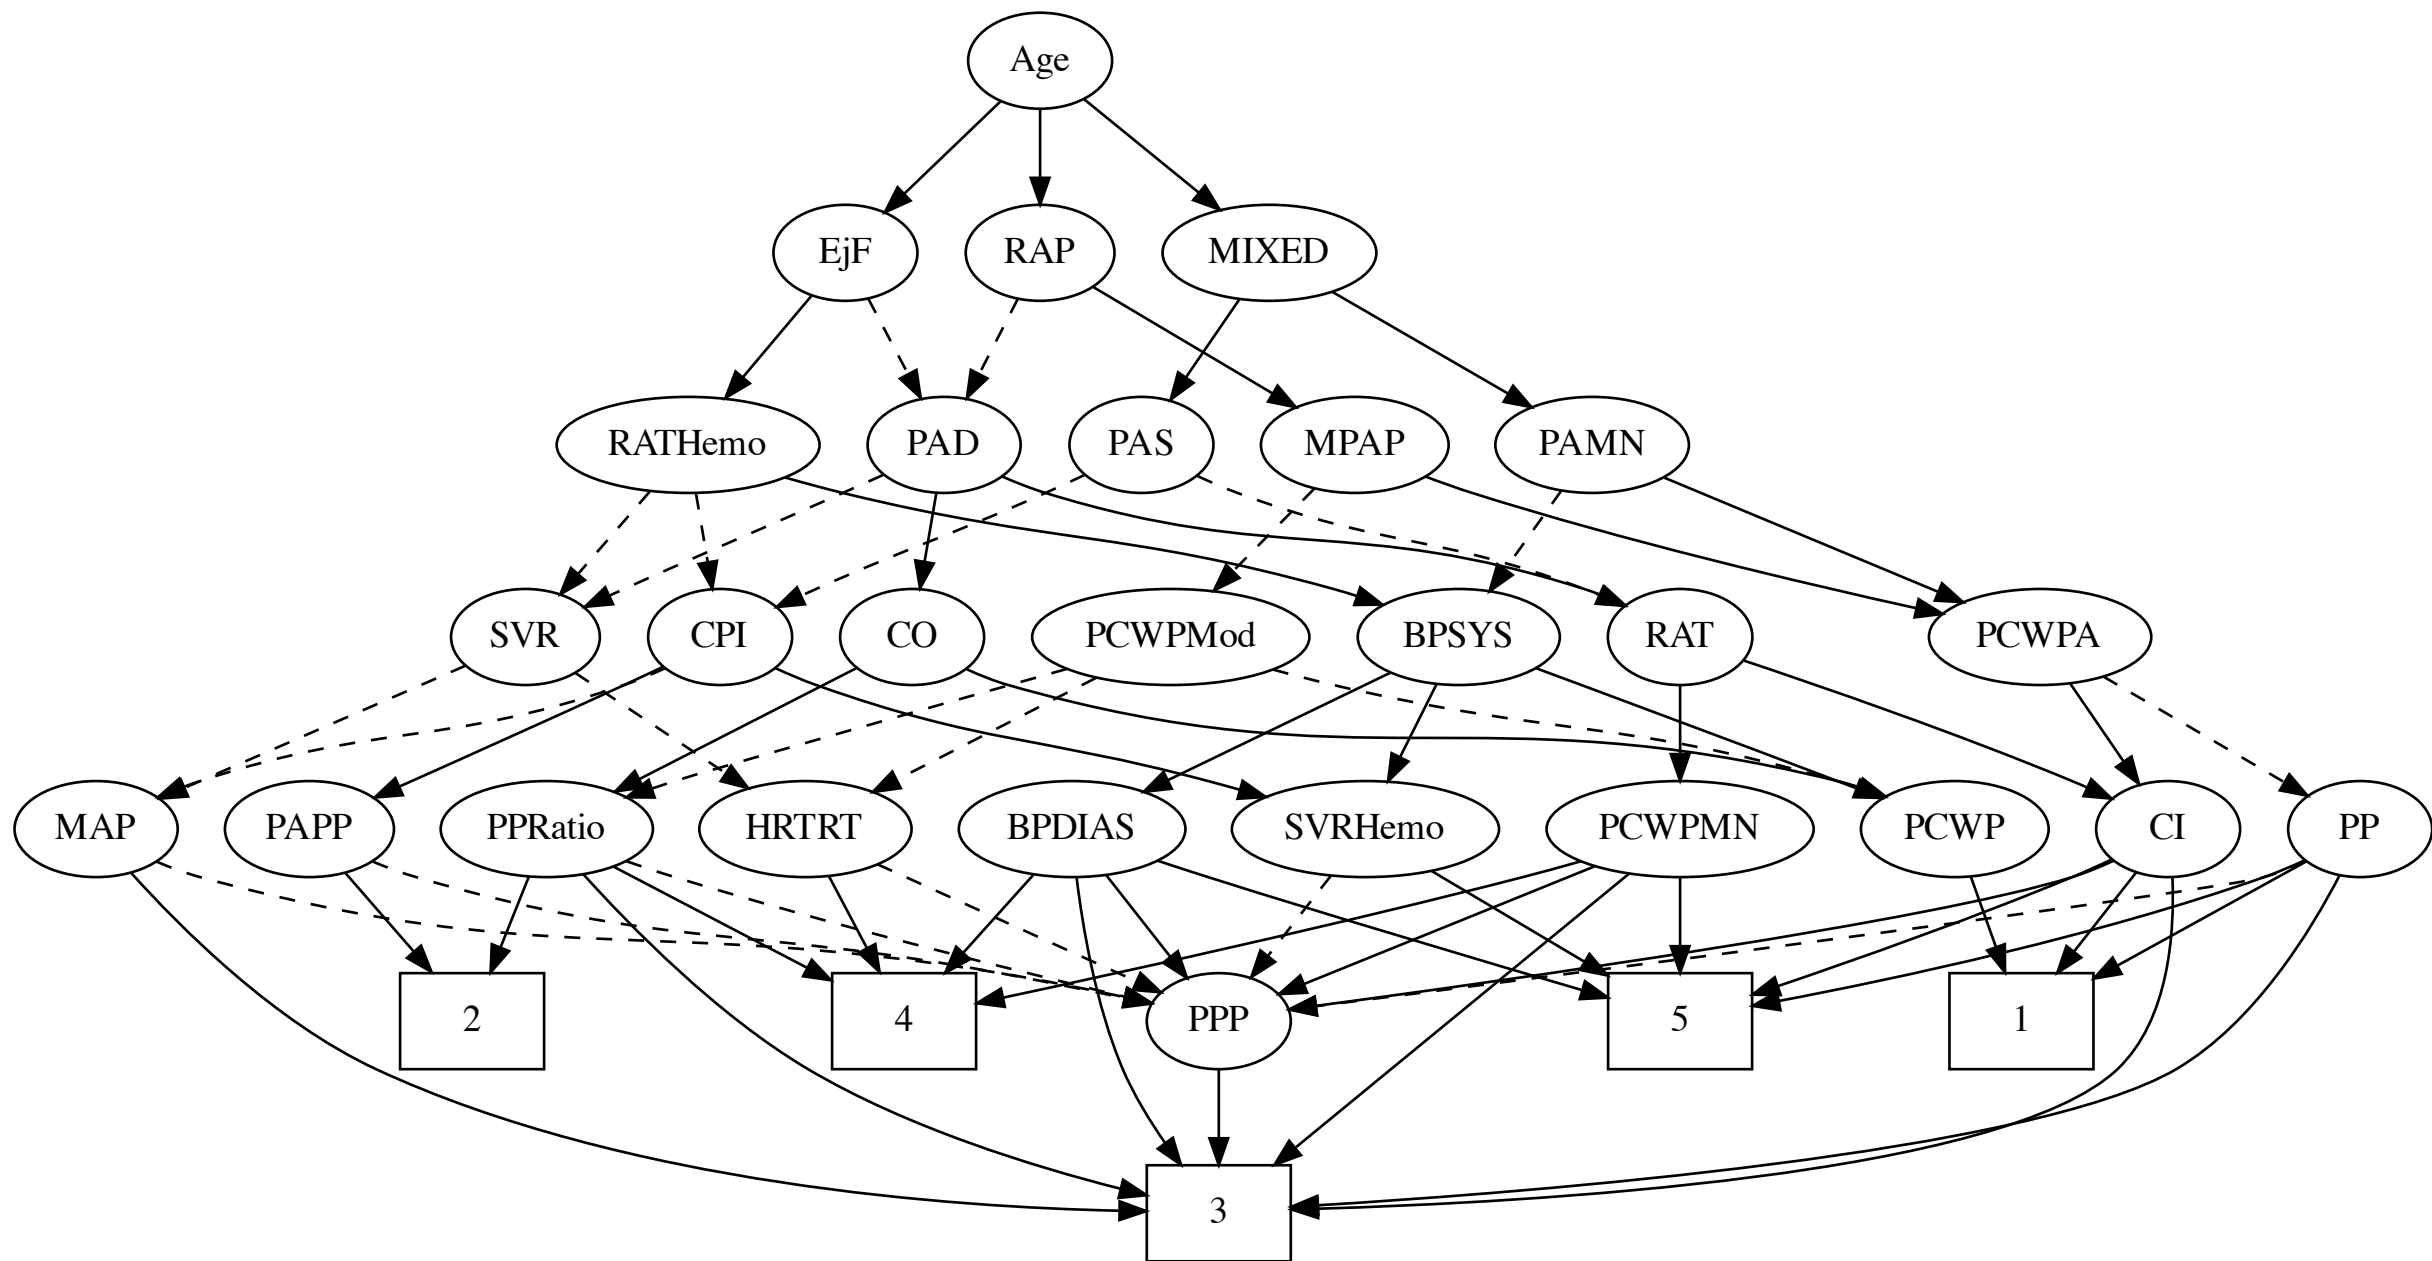 Age
EjF
RAP
MIXED
RATHemo
PAD
PAS
MPAP
PAMN
SVR
CPI
CO
PCWPMod
BPSYS
RAT
PCWPA
MAP
PAPP
PPRatio
HRTRT
BPDIAS
SVRHemo
PCWPMN
PCWP
CI
PP
2
4
PPP
5
1
3